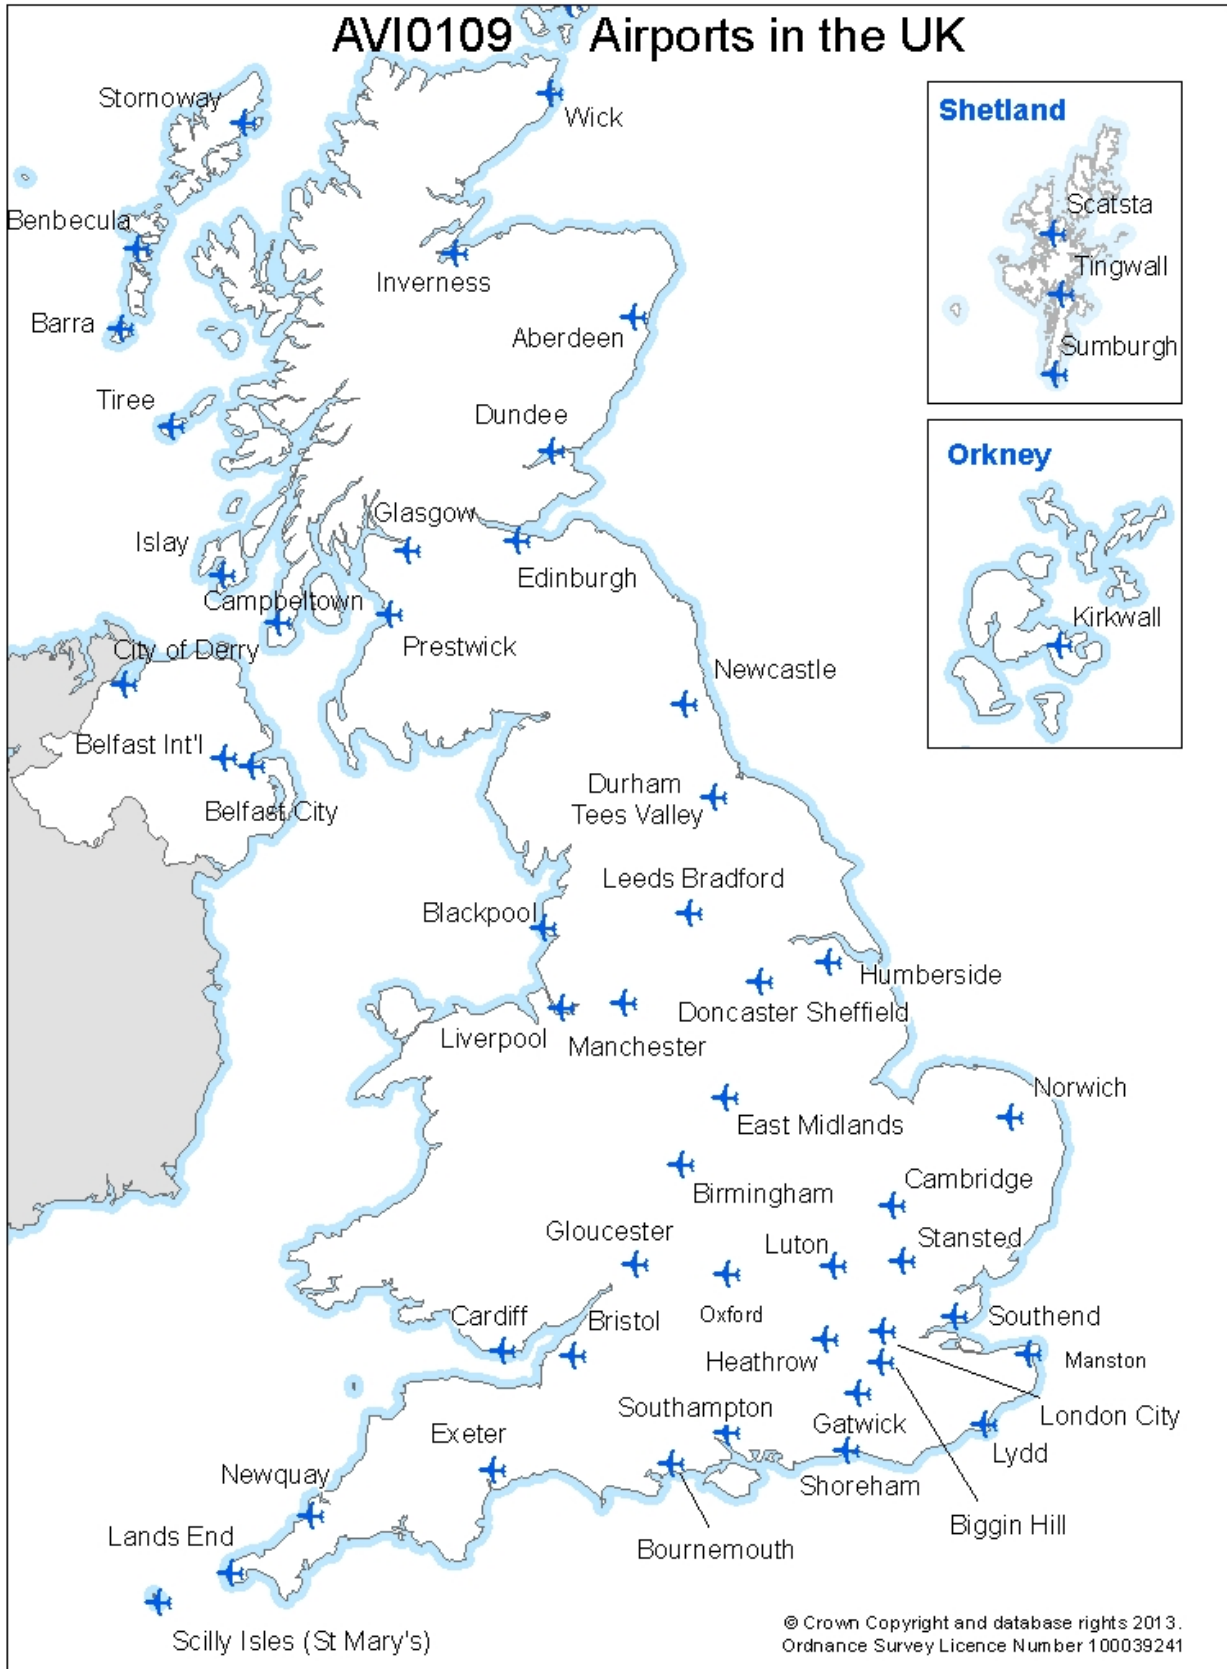 AVI0109 Airports in the UK
Stornoway
Wick
Shetland
Scatsta
Benbecula
Tingwall
Inverness
Barra
Aberdeen
Sumburgh
Tiree
Dundee
Orkney
Glasgow
Islay
Edinburgh
Campbeltown
Kirkwall
City of Derry
Prestwick
Newcastle
Belfast Int'l
Durham
Tees Valley
Belfast City
Leeds Bradford
Blackpool
Humberside
Doncaster Sheffield
Liverpool
Manchester
Norwich
East Midlands
Cambridge
Birmingham
Gloucester
Luton
Stansted
Cardiff
Bristol
Oxford
Southend
Heathrow
Manston
Southampton
Gatwick
London City
Exeter
Lydd
Newquay
Shoreham
Biggin Hill
Lands End
Bournemouth
Scilly Isles (St Mary's)
© Crown Copyright and database rights 2013.
Ordnance Survey Licence Number 100039241